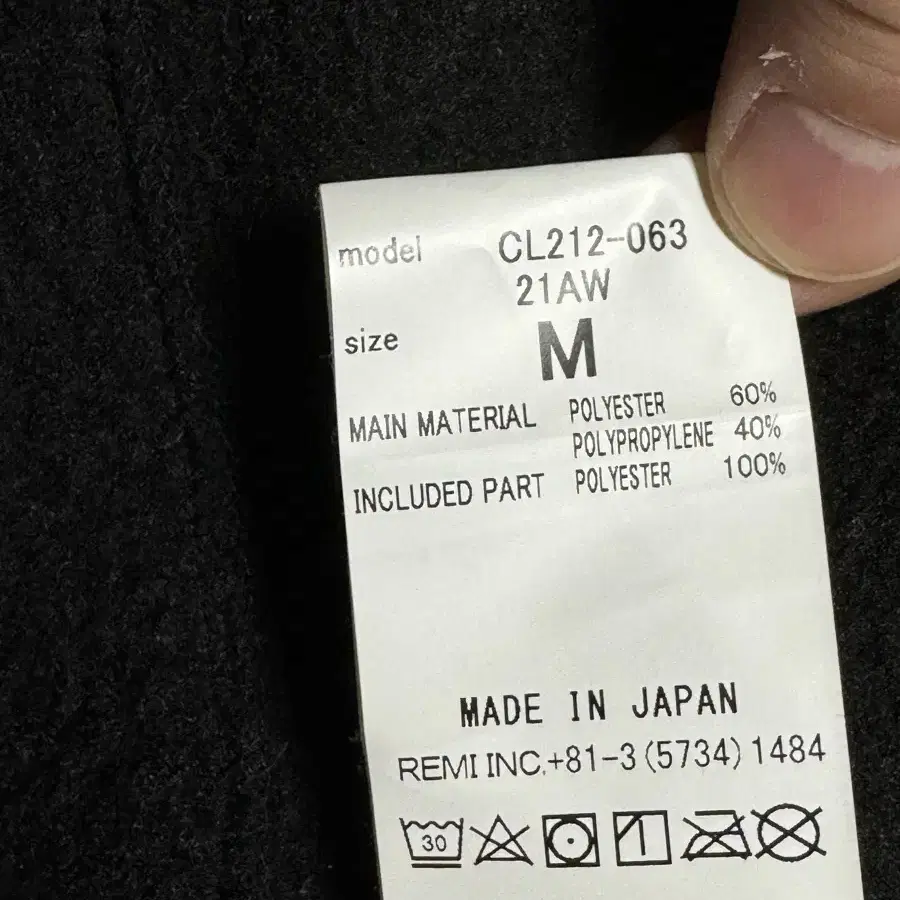 model CL212-063
21AW
size M
MAIN MATERIAL POLYESTER 60%
POLYPROPYLENE 40%
INCLUDED PART POLYESTER 100%
MADE IN JAPAN
REMI INC.+81-3(5734)1484
30